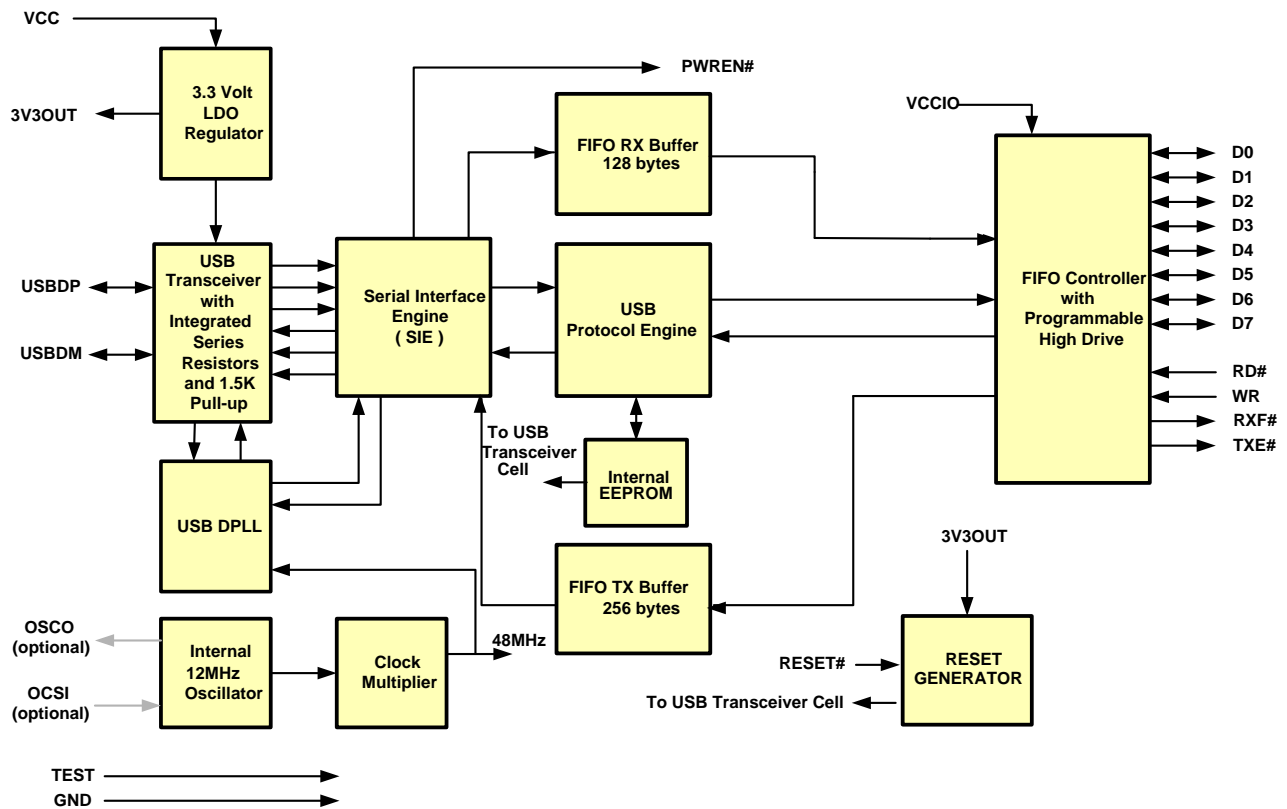 VCC
3.3 Volt
LDO
Regulator
3V3OUT
PWREN#
FIFO RX Buffer
128 bytes
VCCIO
FIFO Controller
with
Programmable
High Drive
D0
D1
D2
D3
D4
D5
D6
D7
RD#
WR
RXF#
TXE#
USBDP
USBDM
USB
Transceiver
with
Integrated
Series
Resistors
and 1.5K
Pull-up
Serial Interface
Engine
( SIE )
USB
Protocol Engine
To USB
Transceiver
Cell
Internal
EEPROM
USB DPLL
FIFO TX Buffer
256 bytes
3V3OUT
RESET#
RESET
GENERATOR
To USB Transceiver Cell
OSCO
(optional)
OCSI
(optional)
Internal
12MHz
Oscillator
Clock
Multiplier
48MHz
TEST
GND